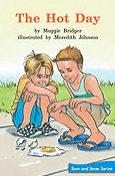 The Hot Day
by Maggie Bridger
illustrated by Meredith Johnson
Sam and Jesse Series